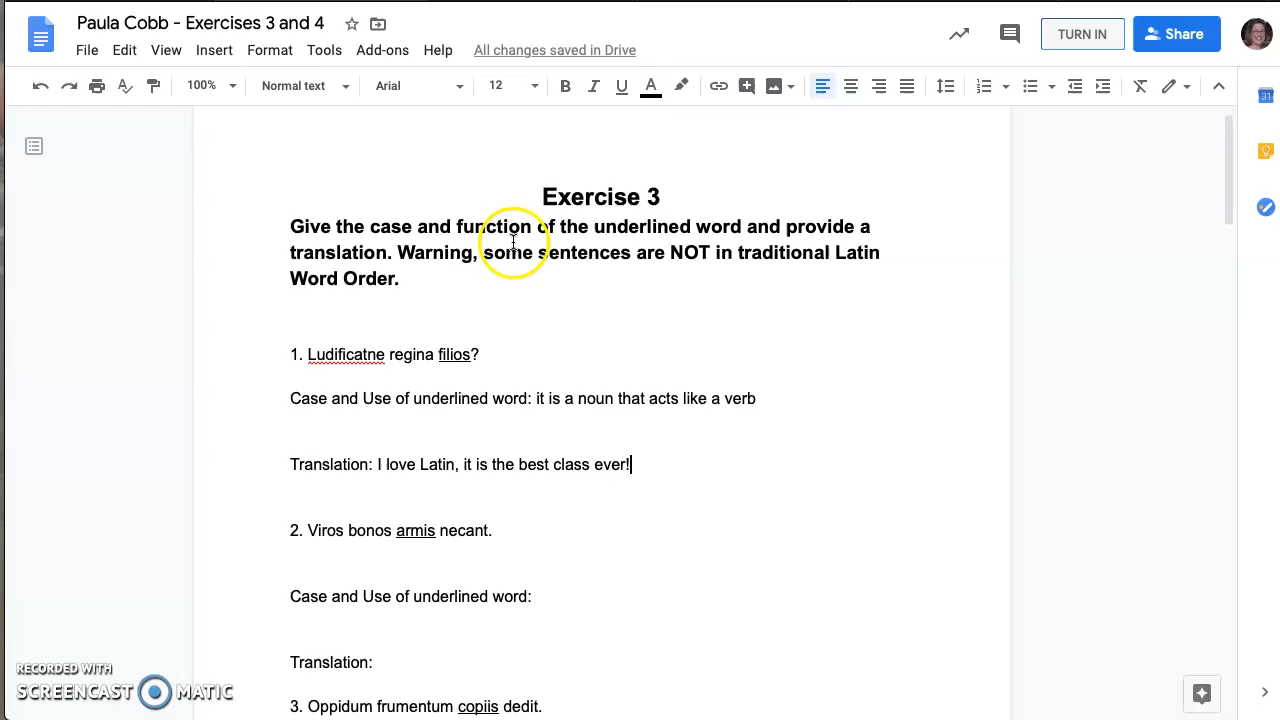 Paula Cobb - Exercises 3 and 4
File Edit View Insert Format Tools Add-ons Help All changes saved in Drive
TURN IN
Share
100% Normal text Arial 12 B I U A
31
Exercise 3
Give the case and function of the underlined word and provide a
translation. Warning, some sentences are NOT in traditional Latin
Word Order.
1. Ludificatne regina filios?
Case and Use of underlined word: it is a noun that acts like a verb
Translation: I love Latin, it is the best class ever!
2. Viros bonos armis necant.
Case and Use of underlined word:
Translation:
3. Oppidum frumentum copiis dedit.
RECORDED WITH
SCREENCAST MATIC